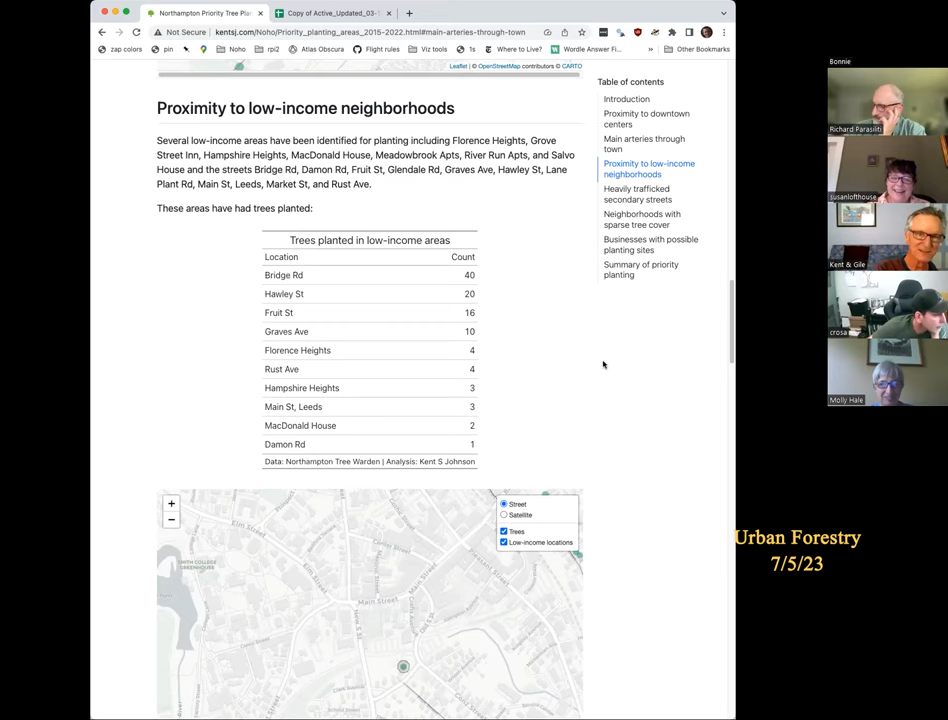 Northampton Priority Tree Plan
Copy of Active_Updated_03-1
Not Secure
kentsj.com/Noho/Priority_planting_areas_2015-2022.html#main-arteries-through-town
zap colors
pin
Noho
rpi2
Atlas Obscura
Flight rules
Viz tools
1s
Where to Live?
Wordle Answer Fi...
»
Other Bookmarks
Leaflet | © OpenStreetMap contributors © CARTO
Proximity to low-income neighborhoods
Several low-income areas have been identified for planting including Florence Heights, Grove
Street Inn, Hampshire Heights, MacDonald House, Meadowbrook Apts, River Run Apts, and Salvo
House and the streets Bridge Rd, Damon Rd, Fruit St, Glendale Rd, Graves Ave, Hawley St, Lane
Plant Rd, Main St, Leeds, Market St, and Rust Ave.
These areas have had trees planted:
Trees planted in low-income areas
Location Count
Bridge Rd 40
Hawley St 20
Fruit St 16
Graves Ave 10
Florence Heights 4
Rust Ave 4
Hampshire Heights 3
Main St, Leeds 3
MacDonald House 2
Damon Rd 1
Data: Northampton Tree Warden | Analysis: Kent S Johnson
+
−
Street
Satellite
Trees
Low-income locations
Elm Street
SMITH COLLEGE
GREENHOUSE
Main Street
Table of contents
Introduction
Proximity to downtown
centers
Main arteries through
town
Proximity to low-income
neighborhoods
Heavily trafficked
secondary streets
Neighborhoods with
sparse tree cover
Businesses with possible
planting sites
Summary of priority
planting
Bonnie
Richard Parasiliti
susanlofthouse
Kent & Gile
crosa
Molly Hale
Urban Forestry
7/5/23